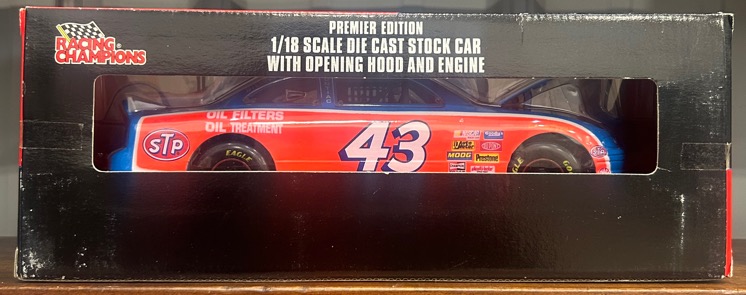 PREMIER EDITION
1/18 SCALE DIE CAST STOCK CAR
WITH OPENING HOOD AND ENGINE
RACING
CHAMPIONS
OIL FILTERS
OIL TREATMENT
STP
43
EAGLE
MOOG
Prestone